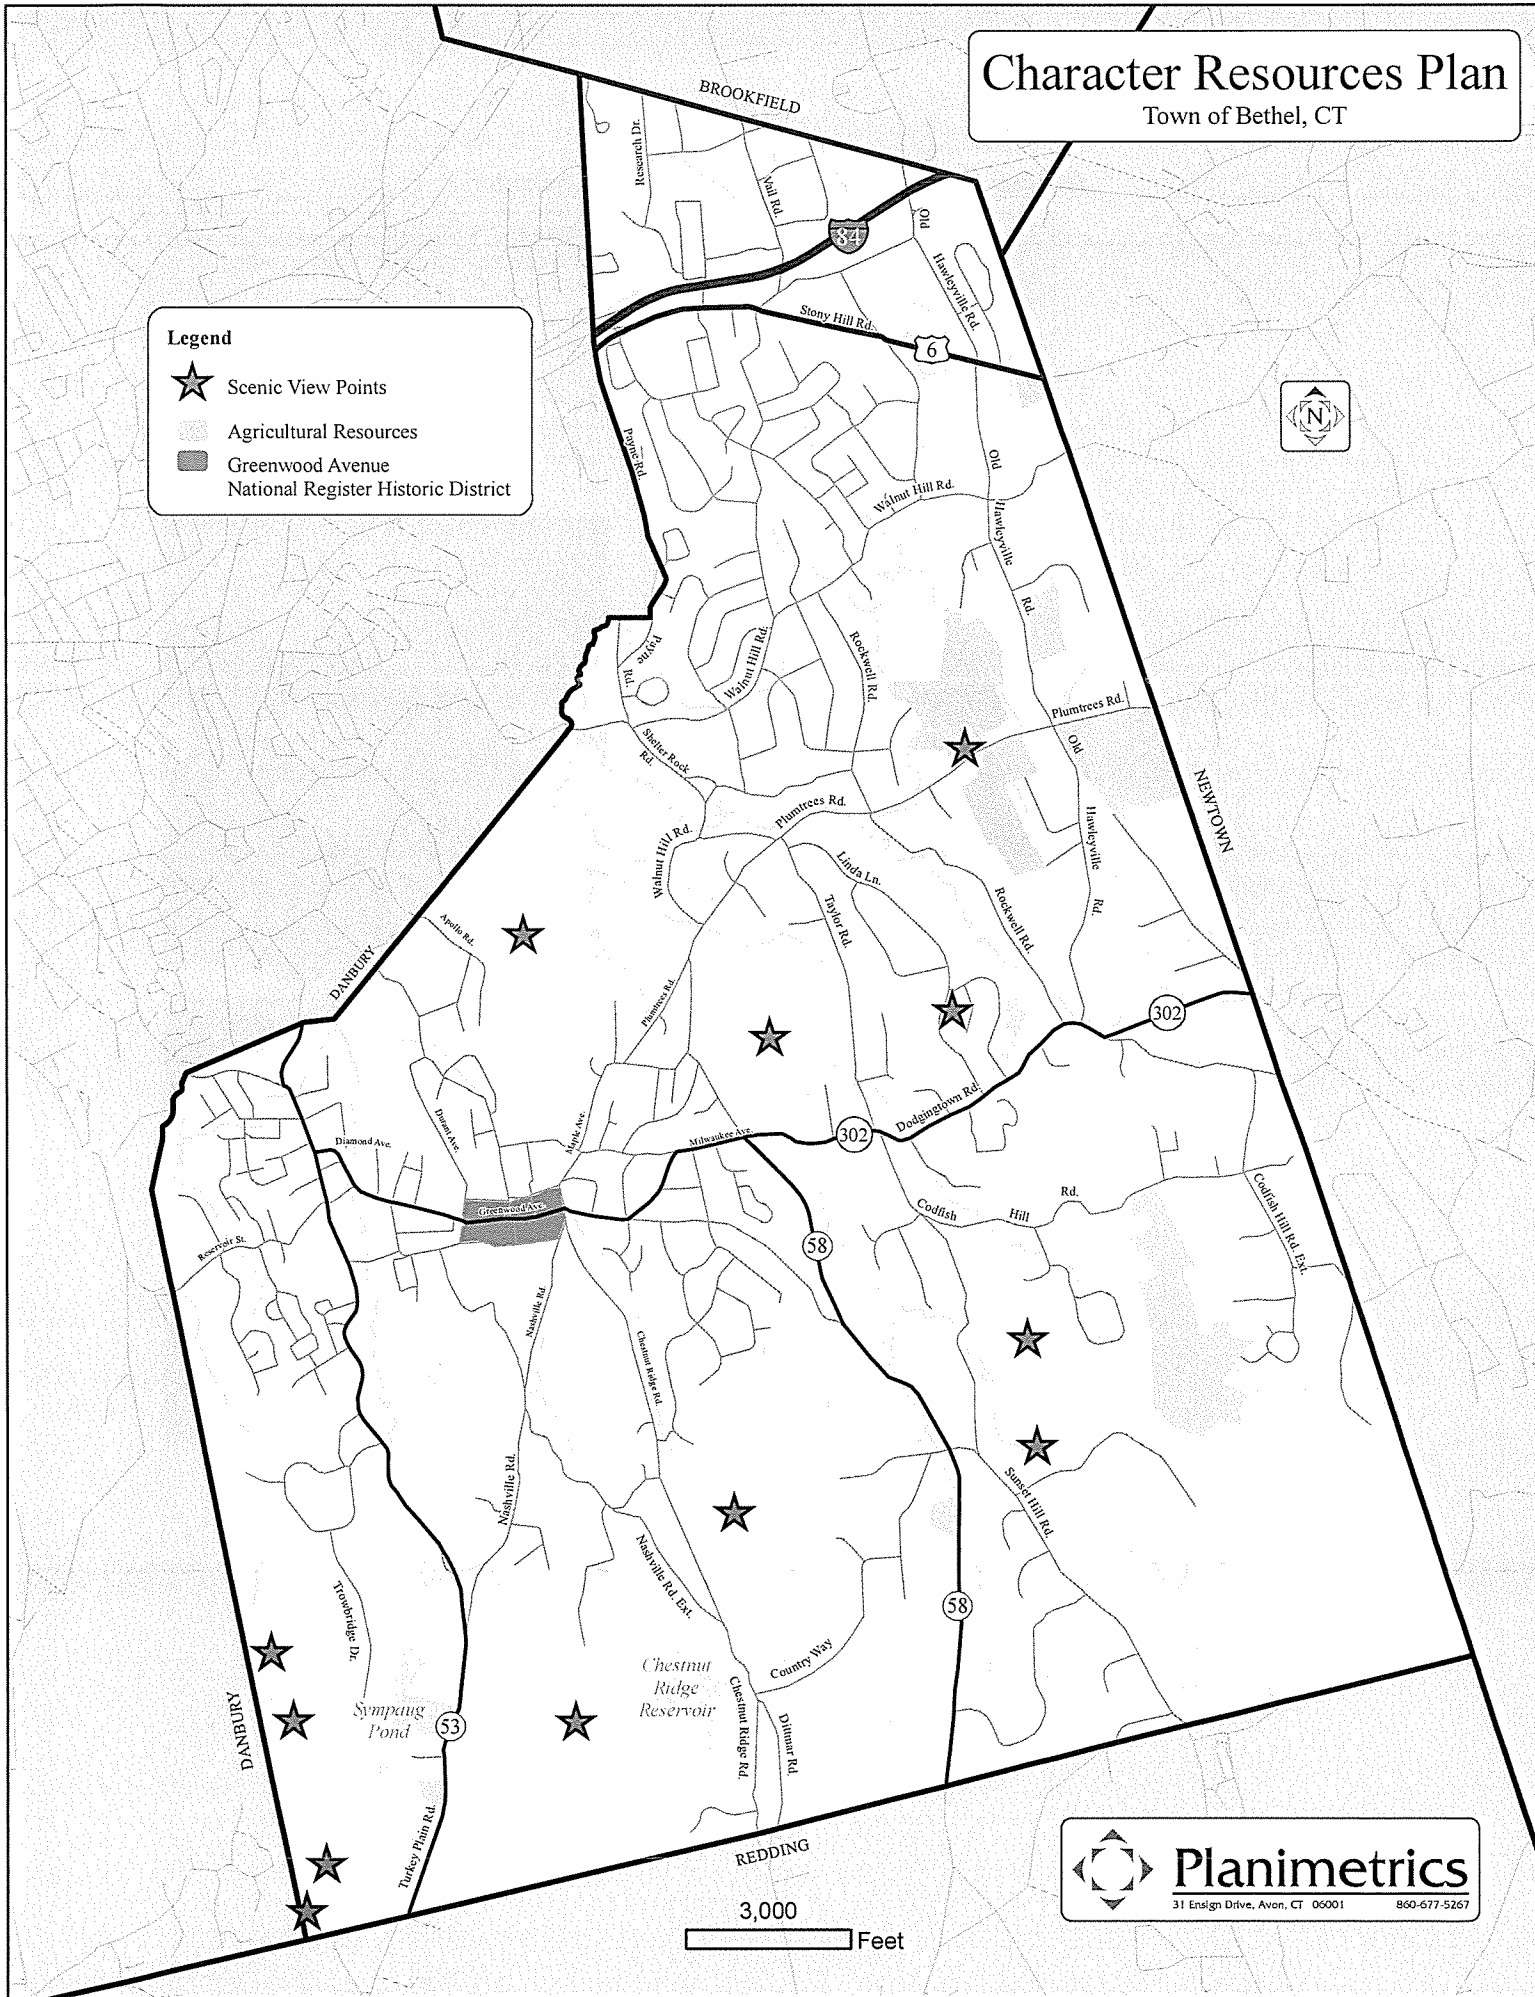 Character Resources Plan
Town of Bethel, CT
BROOKFIELD
Research Dr.
Vail Rd.
84
Old
Hawleyville Rd.
Stony Hill Rd.
6
Legend
Scenic View Points
Agricultural Resources
Greenwood Avenue
National Register Historic District
N
Payne Rd.
Old
Hawleyville
Rd.
Walnut Hill Rd.
Payne
Rd.
Walnut Hill Rd.
Rockwell Rd.
Plumtrees Rd.
Shelter Rock
Rd.
Old
Hawleyville
Rd.
NEWTOWN
Plumtrees Rd.
Walnut Hill Rd.
Linda Ln.
Taylor Rd.
Rockwell Rd.
Apollo Rd.
DANBURY
Plumtrees Rd.
302
Durant Ave.
Maple Ave.
Diamond Ave.
Milwaukee Ave.
302
Dodgingtown Rd.
Greenwood Ave.
Codfish
Hill
Rd.
Codfish Hill Rd. Ext.
Reservoir St.
58
Nashville Rd.
Chestnut Ridge Rd.
Nashville Rd.
Sunset Hill Rd.
Nashville Rd. Ext.
Trowbridge Dr.
58
Country Way
Chestnut
Ridge
Reservoir
Sympaug
Pond
53
DANBURY
Chestnut Ridge Rd.
Dittmar Rd.
Turkey Plain Rd.
REDDING
3,000
Feet
Planimetrics
31 Ensign Drive, Avon, CT 06001
860-677-5267